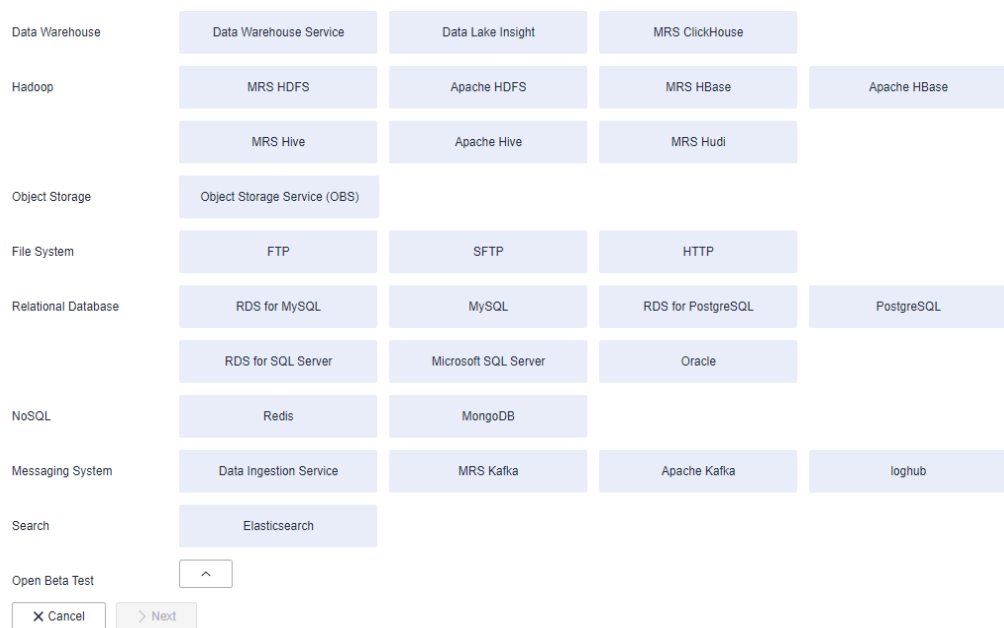 Data Warehouse Data Warehouse Service Data Lake Insight MRS ClickHouse
Hadoop MRS HDFS Apache HDFS MRS HBase Apache HBase
MRS Hive Apache Hive MRS Hudi
Object Storage Object Storage Service (OBS)
File System FTP SFTP HTTP
Relational Database RDS for MySQL MySQL RDS for PostgreSQL PostgreSQL
RDS for SQL Server Microsoft SQL Server Oracle
NoSQL Redis MongoDB
Messaging System Data Ingestion Service MRS Kafka Apache Kafka loghub
Search Elasticsearch
Open Beta Test
Cancel Next